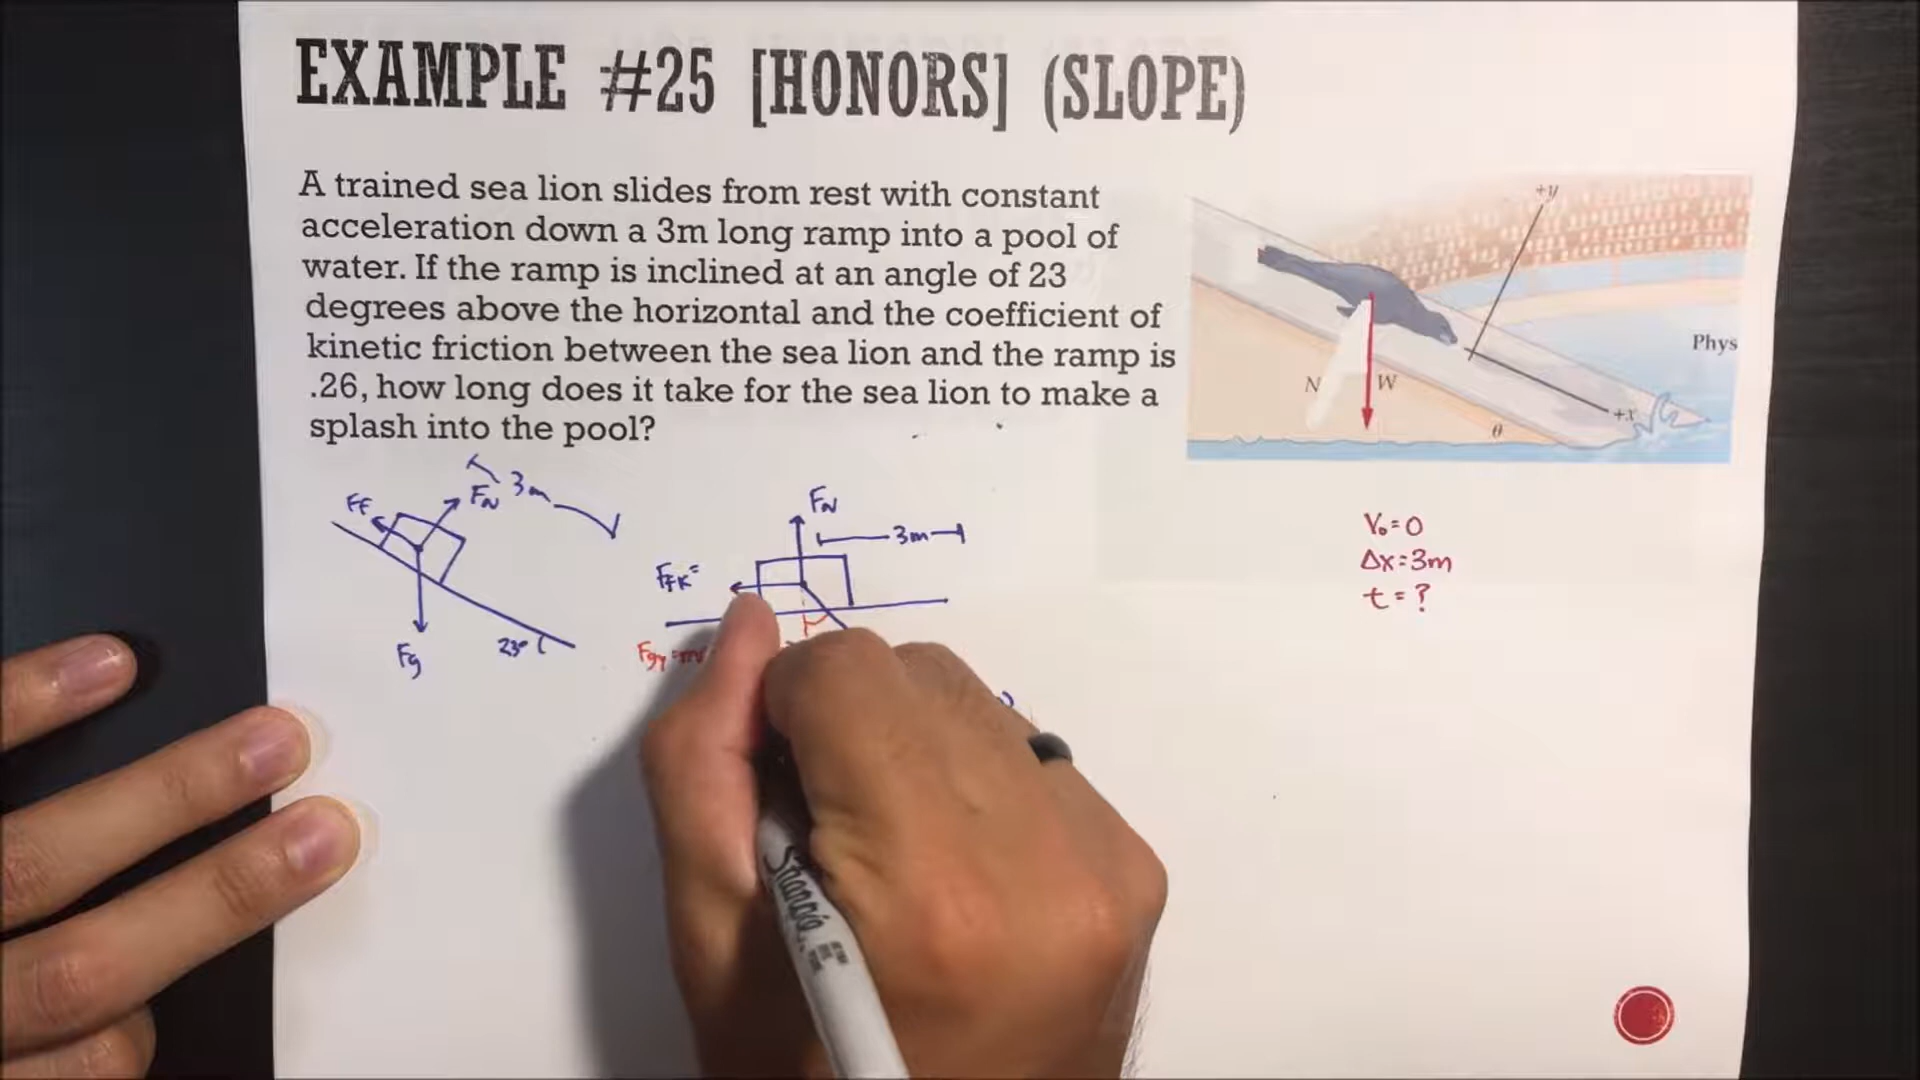 EXAMPLE #25 [HONORS] (SLOPE)
A trained sea lion slides from rest with constant
acceleration down a 3m long ramp into a pool of
water. If the ramp is inclined at an angle of 23
degrees above the horizontal and the coefficient of
kinetic friction between the sea lion and the ramp is
.26, how long does it take for the sea lion to make a
splash into the pool?
+y
Phys
N
W
+x
θ
FF
FN
3m
Fg
23°
FN
3m
FFK=
V₀=0
Δx=3m
t=?
Sharpie